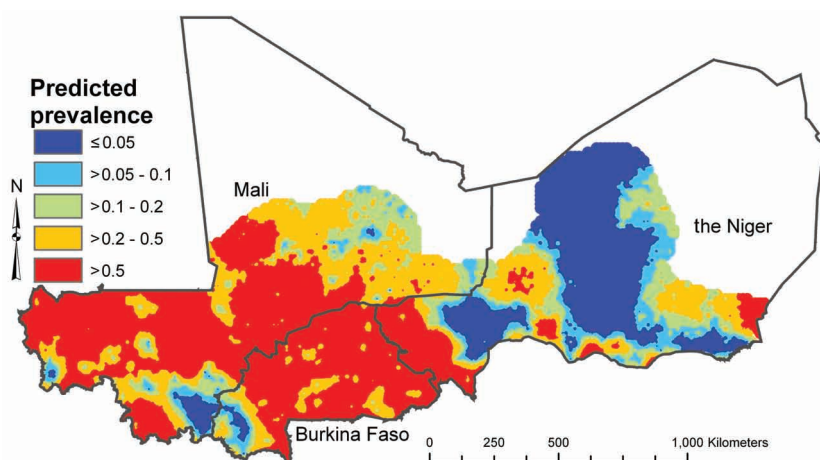 Predicted
prevalence
≤0.05
>0.05 - 0.1
>0.1 - 0.2
>0.2 - 0.5
>0.5
N
Mali
the Niger
Burkina Faso
0 250 500 1,000 Kilometers